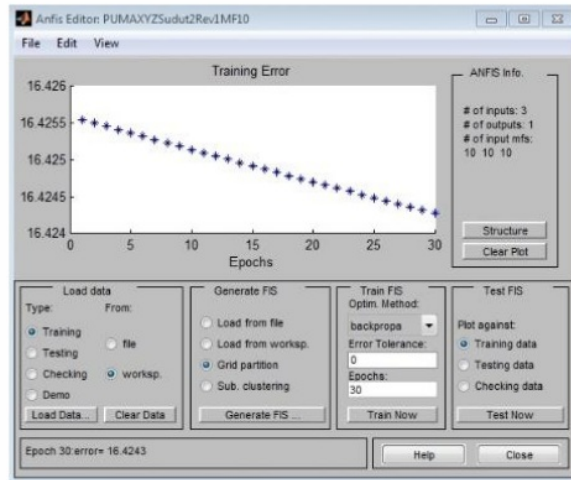 Anfis Editor: PUMAXYZSudut2Rev1MF10
File Edit View
Training Error
16.426
16.4255
16.425
16.4245
16.424
0 5 10 15 20 25 30
Epochs
ANFIS Info.
# of inputs: 3
# of outputs: 1
# of input mfs:
10 10 10
Structure
Clear Plot
Load data
Type: From:
Training
file
Testing
Checking
worksp.
Demo
Load Data... Clear Data
Generate FIS
Load from file
Load from worksp.
Grid partition
Sub. clustering
Generate FIS ...
Train FIS
Optim. Method:
backpropa
Error Tolerance:
0
Epochs:
30
Train Now
Test FIS
Plot against:
Training data
Testing data
Checking data
Test Now
Epoch 30:error= 16.4243
Help Close